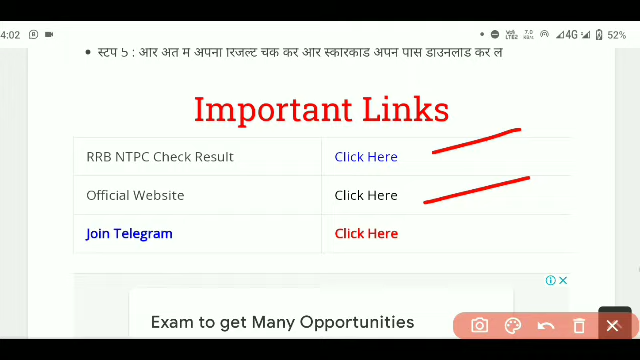 4:02 4G 52%
• स्टेप 5 : और अंत में अपना रिजल्ट चेक करें और स्कोरकार्ड अपने पास डाउनलोड कर लें
Important Links
RRB NTPC Check Result Click Here
Official Website Click Here
Join Telegram Click Here
Exam to get Many Opportunities